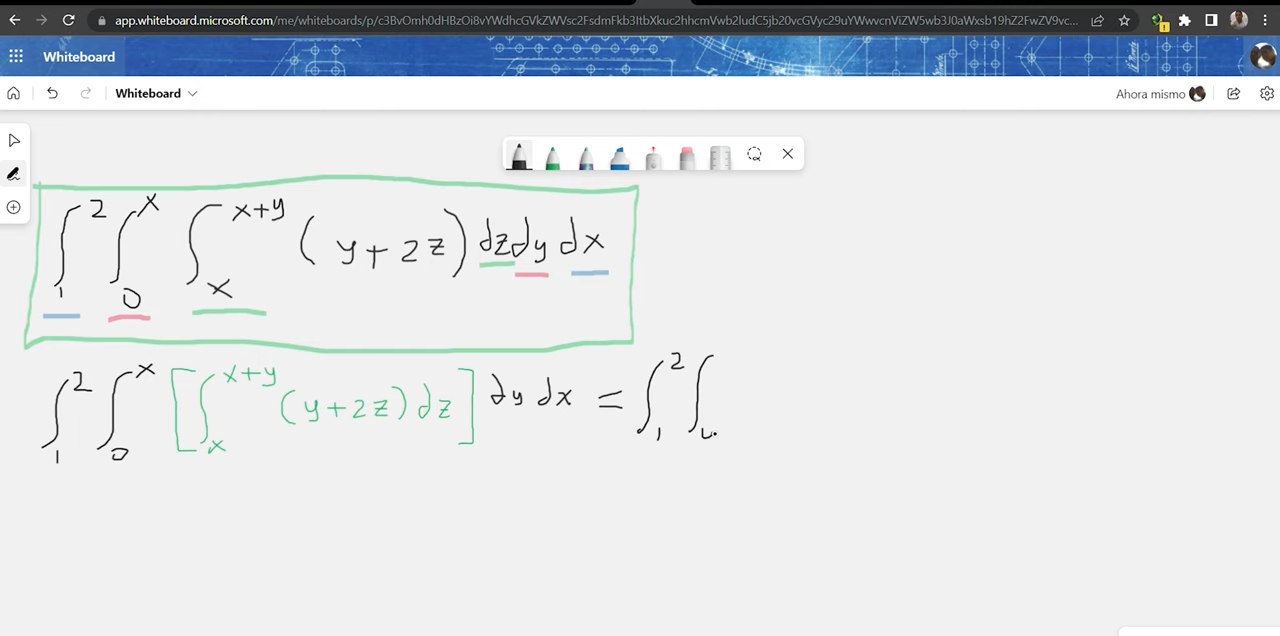 app.whiteboard.microsoft.com/me/whiteboards/p/
Whiteboard
Whiteboard
Ahora mismo
∫₁² ∫₀ˣ ∫ₓˣ⁺ʸ (y+2z) dz dy dx
∫₁² ∫₀ˣ [∫ₓˣ⁺ʸ (y+2z) dz] dy dx = ∫₁² ∫